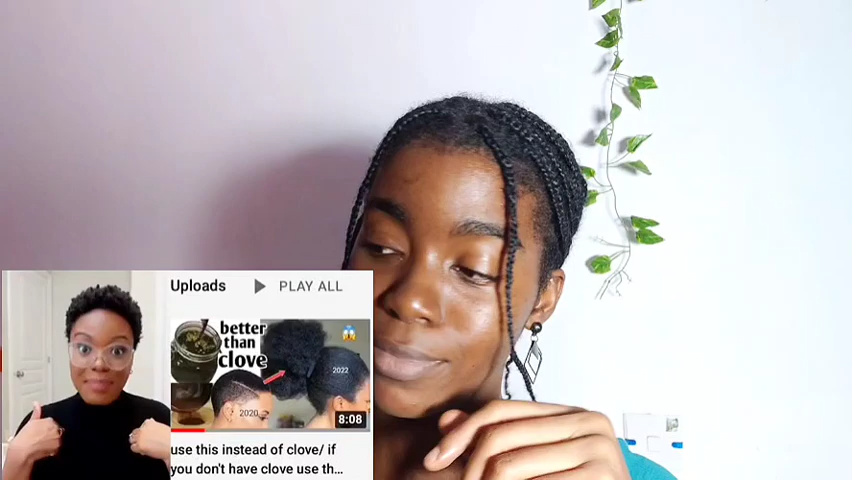 Uploads
PLAY ALL
better
than
clove
2020
2022
8:08
use this instead of clove/ if
you don't have clove use th...